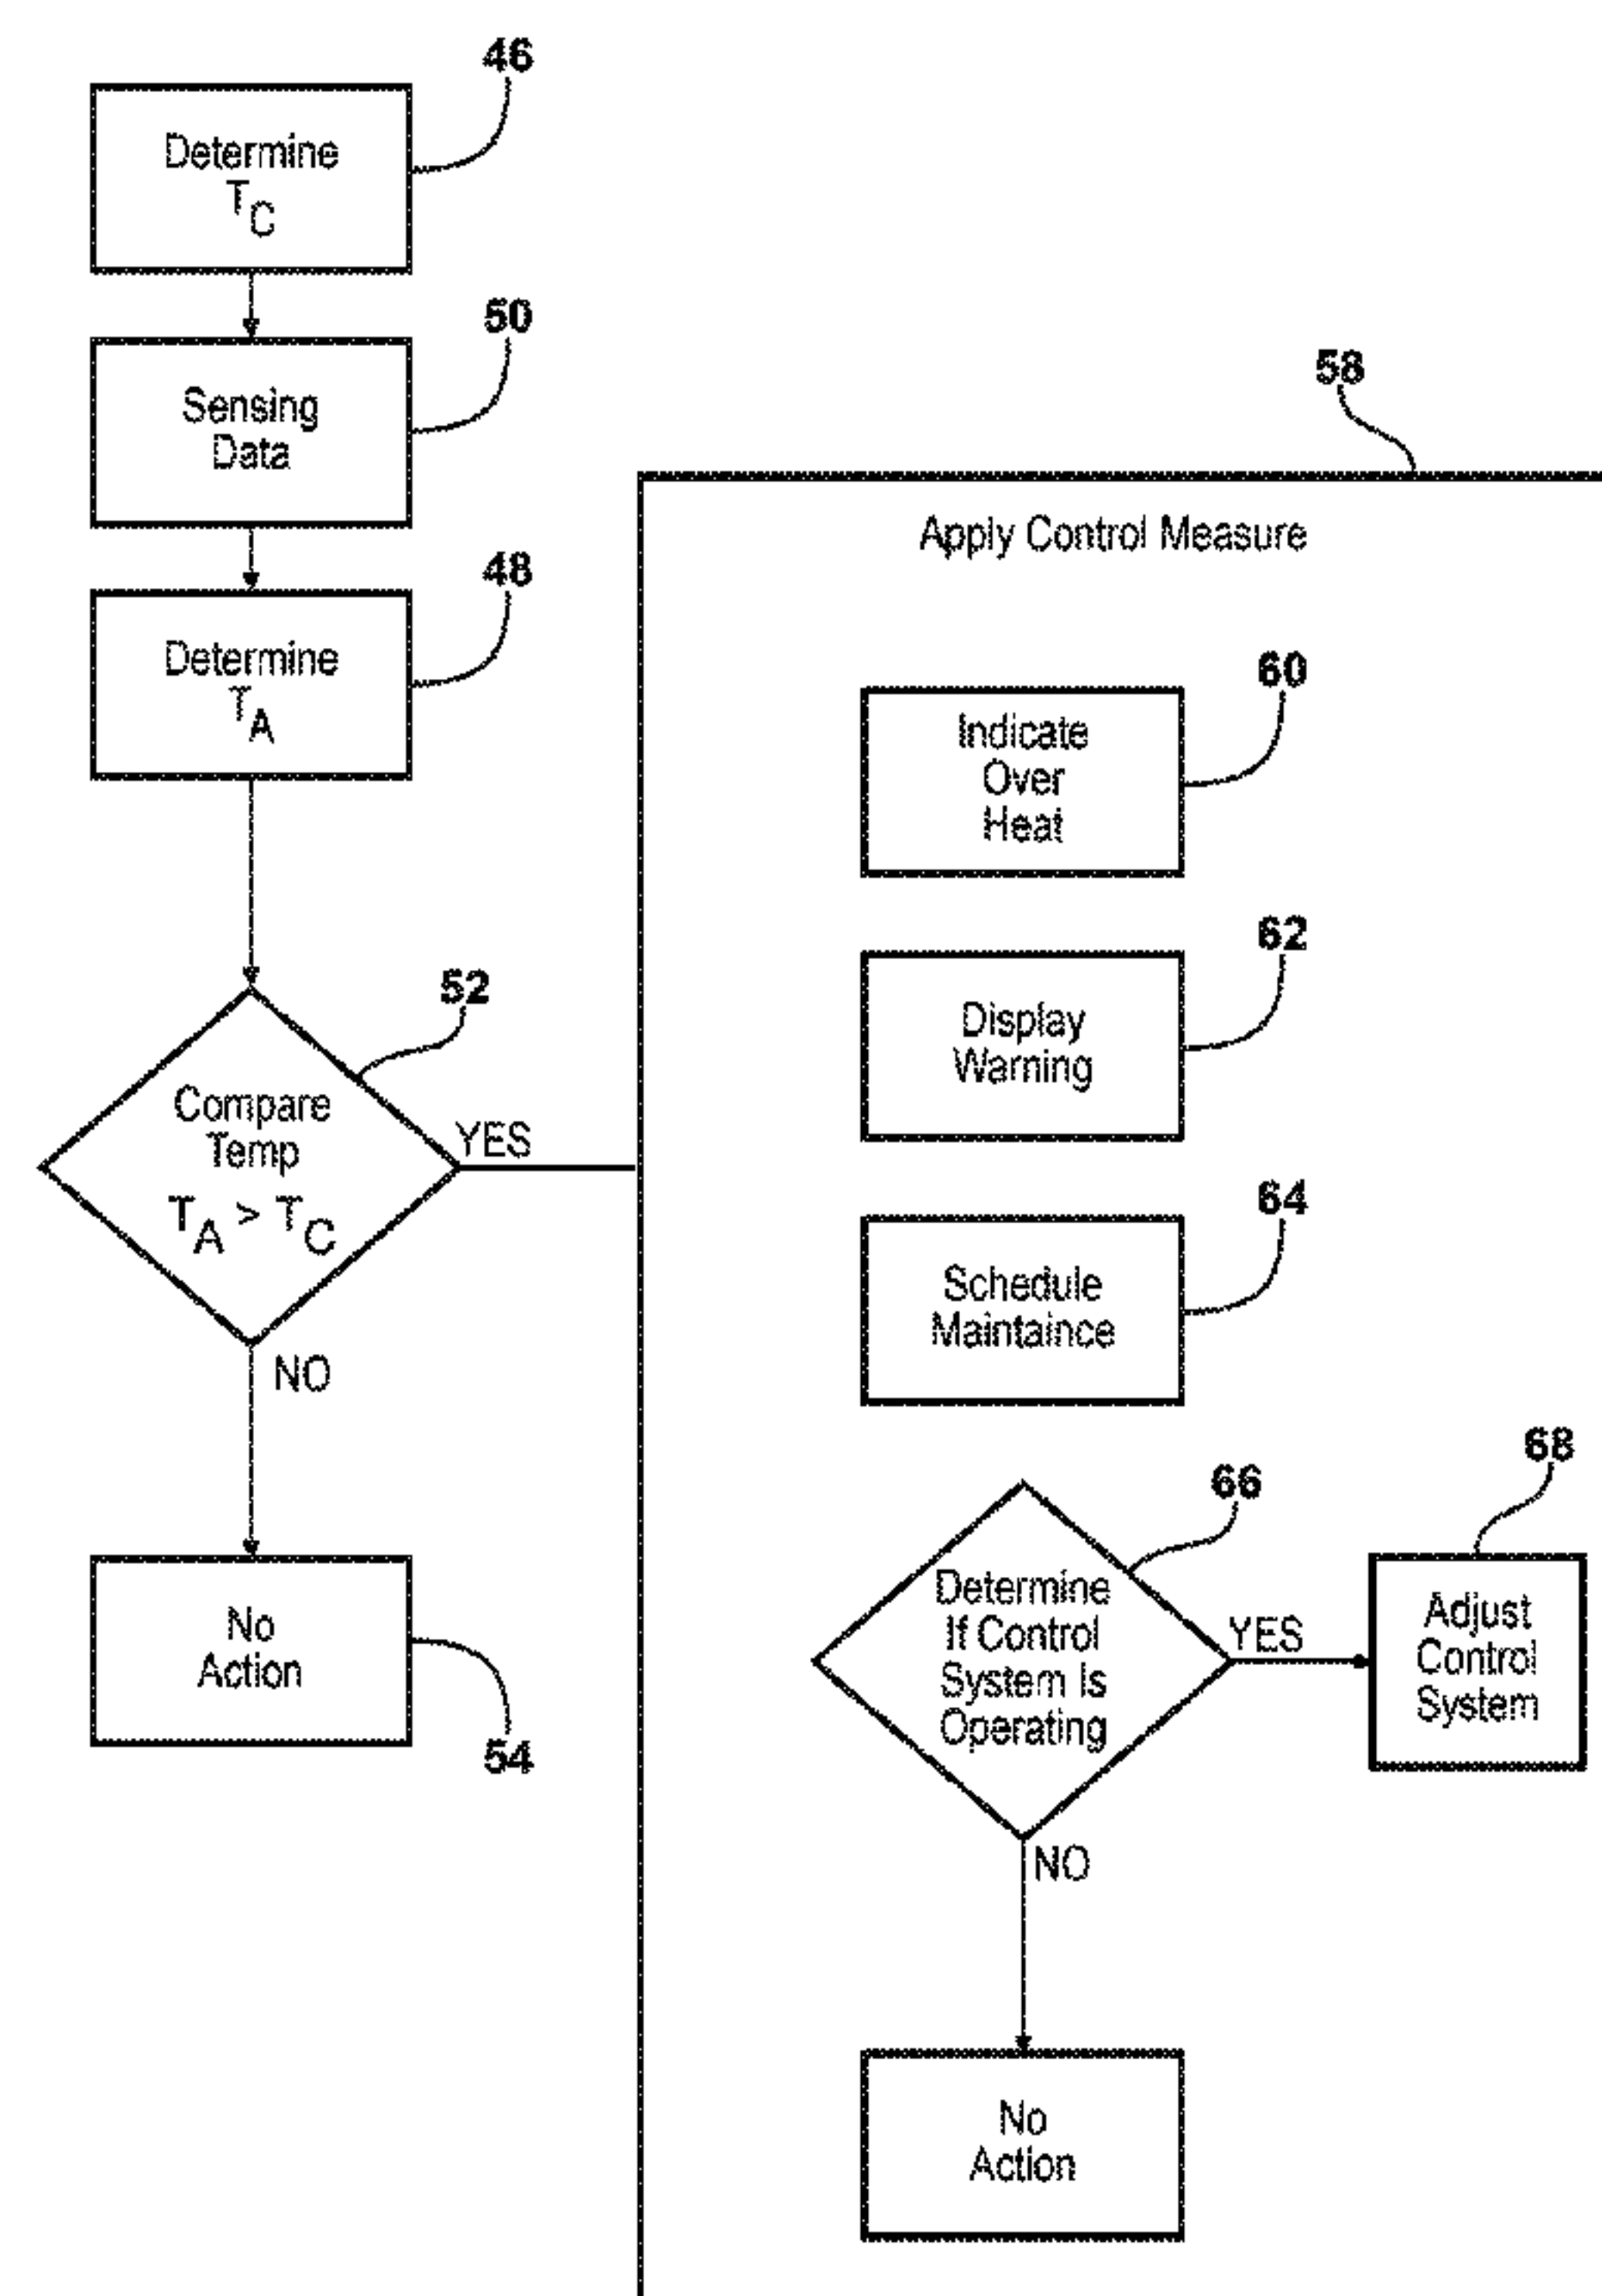 46
Determine
TC
50
Sensing
Data
48
Determine
TA
52
Compare
Temp
TA > TC
YES
NO
No
Action
54
58
Apply Control Measure
60
Indicate
Over
Heat
62
Display
Warning
64
Schedule
Maintaince
66
Determine
If Control
System Is
Operating
YES
68
Adjust
Control
System
NO
No
Action